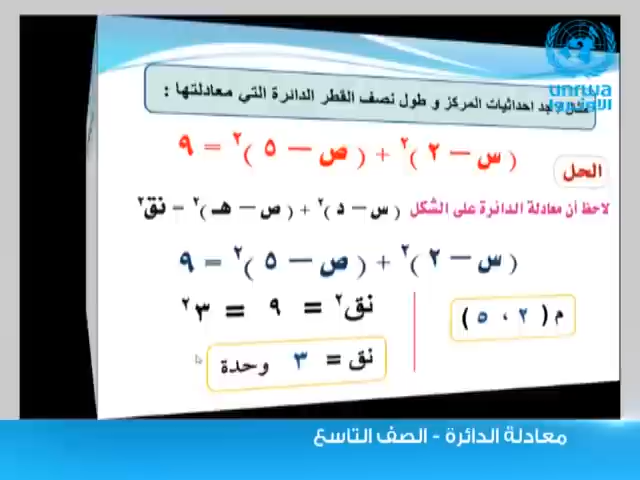 unrwa
الأونروا
مثال : جد احداثيات المركز و طول نصف القطر الدائرة التي معادلتها :
( س – ٢ )٢ + ( ص – ٥ )٢ = ٩
الحل
لاحظ أن معادلة الدائرة على الشكل ( س – د )٢ + ( ص – هـ )٢ = نق٢
( س – ٢ )٢ + ( ص – ٥ )٢ = ٩
م ( ٢ ، ٥ )
نق٢ = ٩ = ٣٢
نق = ٣ وحدة
معادلة الدائرة - الصف التاسع